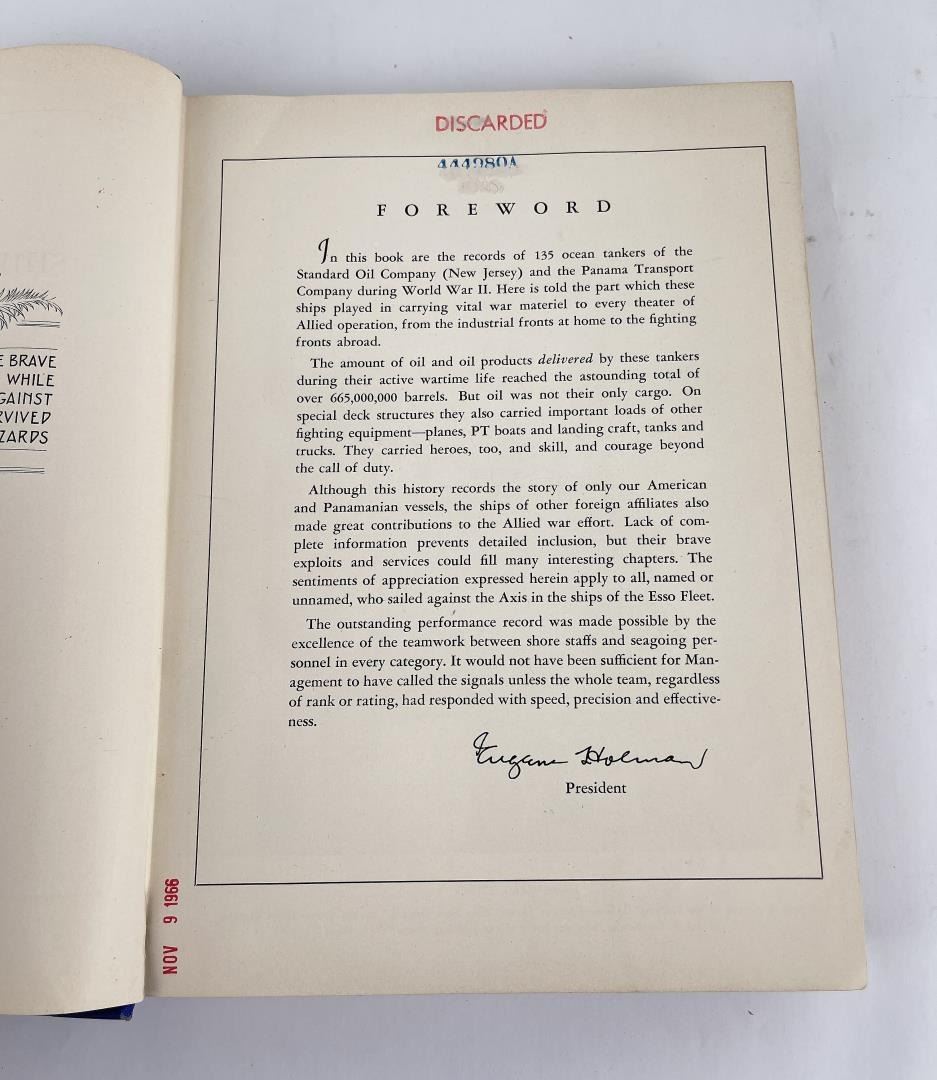 E BRAVE
WHILE
GAINST
RVIVED
ZARDS
DISCARDED
444980A
FOREWORD
In this book are the records of 135 ocean tankers of the
Standard Oil Company (New Jersey) and the Panama Transport
Company during World War II. Here is told the part which these
ships played in carrying vital war materiel to every theater of
Allied operation, from the industrial fronts at home to the fighting
fronts abroad.
The amount of oil and oil products delivered by these tankers
during their active wartime life reached the astounding total of
over 665,000,000 barrels. But oil was not their only cargo. On
special deck structures they also carried important loads of other
fighting equipment—planes, PT boats and landing craft, tanks and
trucks. They carried heroes, too, and skill, and courage beyond
the call of duty.
Although this history records the story of only our American
and Panamanian vessels, the ships of other foreign affiliates also
made great contributions to the Allied war effort. Lack of com-
plete information prevents detailed inclusion, but their brave
exploits and services could fill many interesting chapters. The
sentiments of appreciation expressed herein apply to all, named or
unnamed, who sailed against the Axis in the ships of the Esso Fleet.
The outstanding performance record was made possible by the
excellence of the teamwork between shore staffs and seagoing per-
sonnel in every category. It would not have been sufficient for Man-
agement to have called the signals unless the whole team, regardless
of rank or rating, had responded with speed, precision and effective-
ness.
Eugene Holman
President
NOV 9 1966